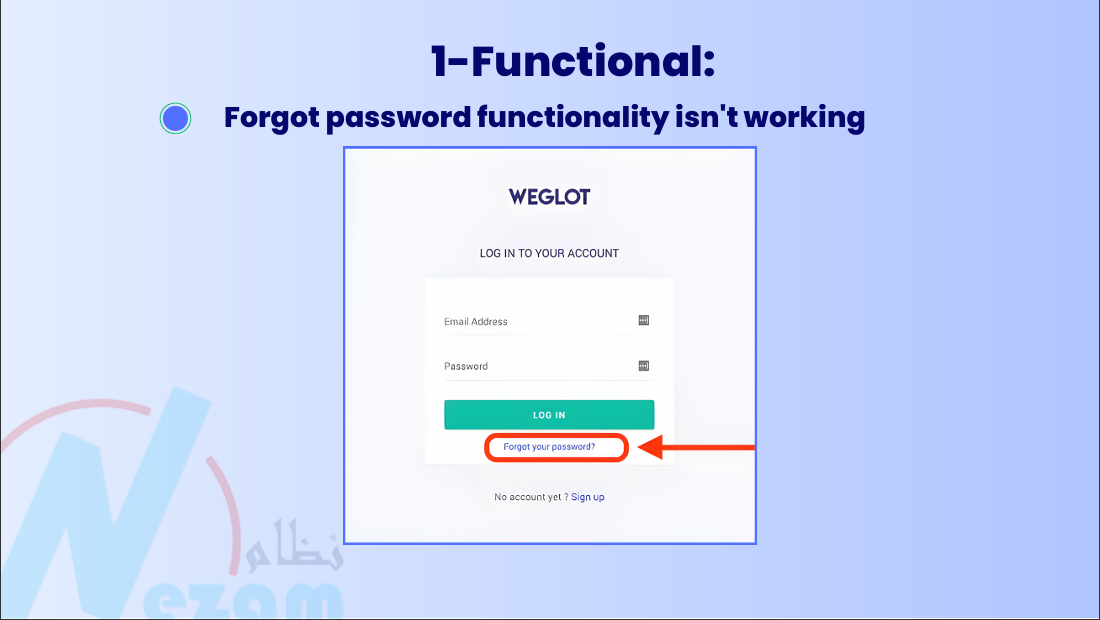 1-Functional:
Forgot password functionality isn't working
WEGLOT
LOG IN TO YOUR ACCOUNT
Email Address
Password
LOG IN
Forgot your password?
No account yet ? Sign up
نظام
Nezam